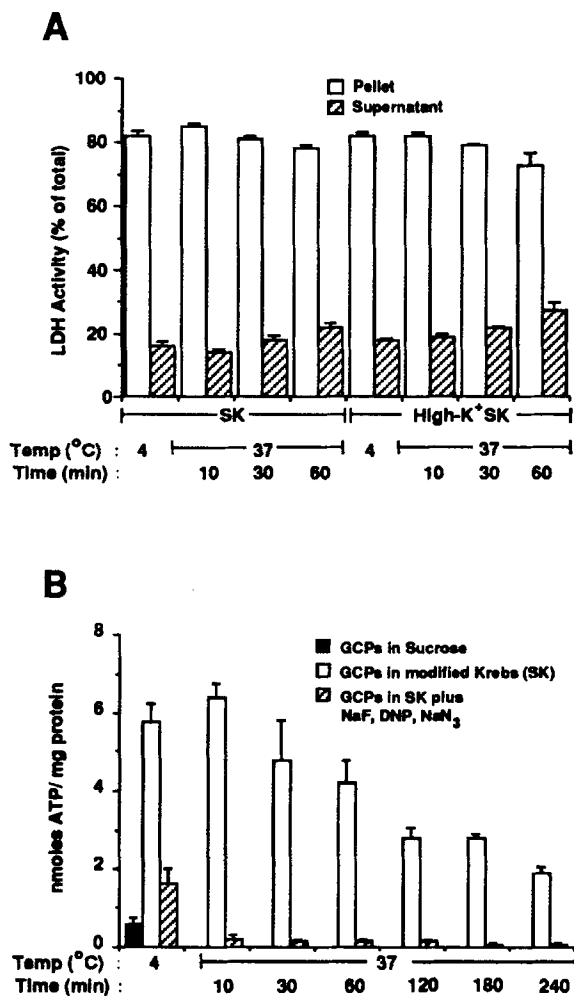 A
100
80
60
40
20
0
LDH Activity (% of total)
Pellet
Supernatant
SK
High-K⁺SK
Temp (°C) : 4 37 4 37
Time (min) : 10 30 60 10 30 60
B
8
6
4
2
0
nmoles ATP/ mg protein
GCPs in Sucrose
GCPs in modified Krebs (SK)
GCPs in SK plus
NaF, DNP, NaN₃
Temp (°C) : 4 37
Time (min) : 10 30 60 120 180 240